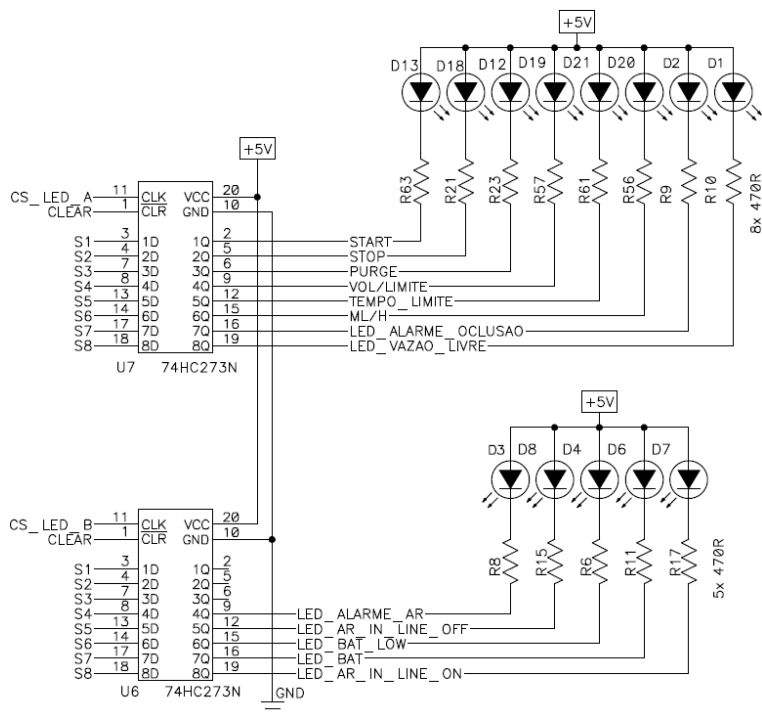 +5V
D13 D18 D12 D19 D21 D20 D2 D1
R63 R21 R23 R57 R61 R56 R9 R10
8x 470R
+5V
CS_LED_A 11 CLK VCC 20
CLEAR 1 CLR GND 10
S1 3 1D 1Q 2 START
S2 4 2D 2Q 5 STOP
S3 7 3D 3Q 6 PURGE
S4 8 4D 4Q 9 VOL/LIMITE
S5 13 5D 5Q 12 TEMPO_LIMITE
S6 14 6D 6Q 15 ML/H
S7 17 7D 7Q 16 LED_ALARME_OCLUSAO
S8 18 8D 8Q 19 LED_VAZAO_LIVRE
U7 74HC273N
+5V
D3 D8 D4 D6 D7
R8 R15 R6 R11 R17
5x 470R
CS_LED_B 11 CLK VCC 20
CLEAR 1 CLR GND 10
S1 3 1D 1Q 2
S2 4 2D 2Q 5
S3 7 3D 3Q 6
S4 8 4D 4Q 9 LED_ALARME_AR
S5 13 5D 5Q 12 LED_AR_IN_LINE_OFF
S6 14 6D 6Q 15 LED_BAT_LOW
S7 17 7D 7Q 16 LED_BAT
S8 18 8D 8Q 19 LED_AR_IN_LINE_ON
U6 74HC273N
GND